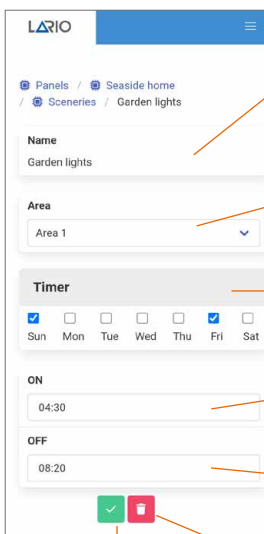 LARIO
Panels / Seaside home
/ Sceneries / Garden lights
Name
Garden lights
Area
Area 1
Timer
Sun Mon Tue Wed Thu Fri Sat
ON
04:30
OFF
08:20